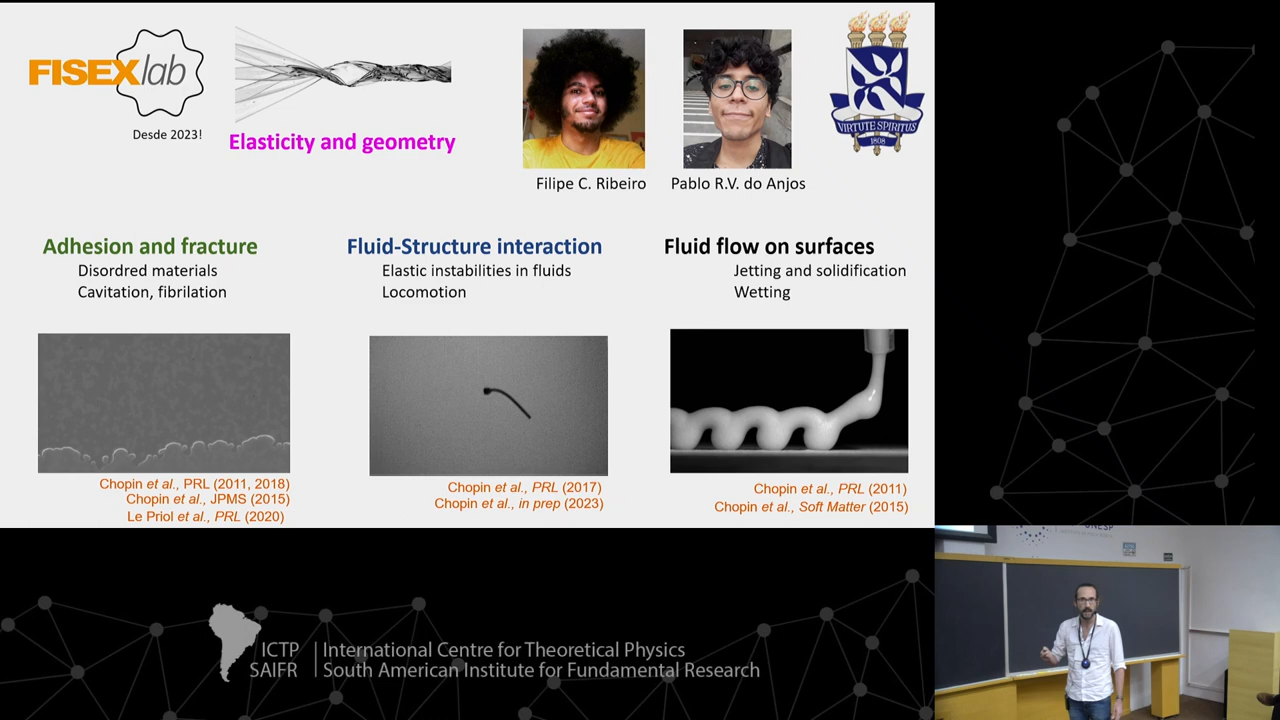 FISEXlab
Desde 2023!
Elasticity and geometry
Filipe C. Ribeiro
Pablo R.V. do Anjos
VIRTUTE SPIRITUS
1808
Adhesion and fracture
Disordred materials
Cavitation, fibrilation
Fluid-Structure interaction
Elastic instabilities in fluids
Locomotion
Fluid flow on surfaces
Jetting and solidification
Wetting
Chopin et al., PRL (2011, 2018)
Chopin et al., JPMS (2015)
Le Priol et al., PRL (2020)
Chopin et al., PRL (2017)
Chopin et al., in prep (2023)
Chopin et al., PRL (2011)
Chopin et al., Soft Matter (2015)
ICTP
SAIFR
International Centre for Theoretical Physics
South American Institute for Fundamental Research